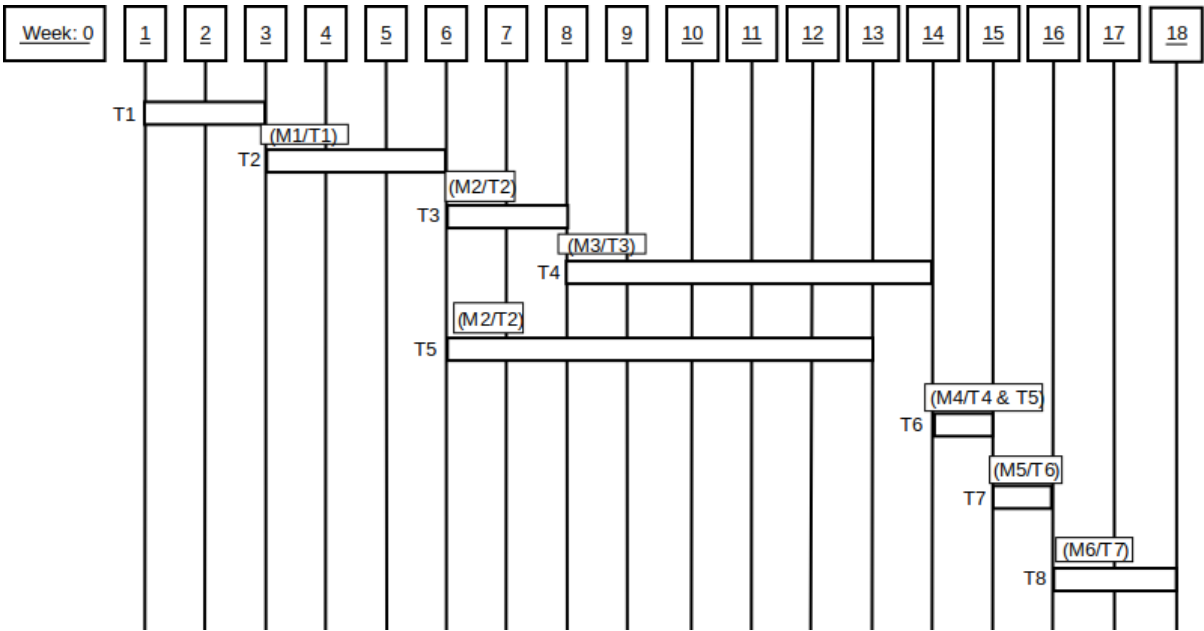 Week: 0 1 2 3 4 5 6 7 8 9 10 11 12 13 14 15 16 17 18
T1
(M1/T1)
T2
(M2/T2)
T3
(M3/T3)
T4
(M2/T2)
T5
(M4/T4 & T5)
T6
(M5/T6)
T7
(M6/T7)
T8